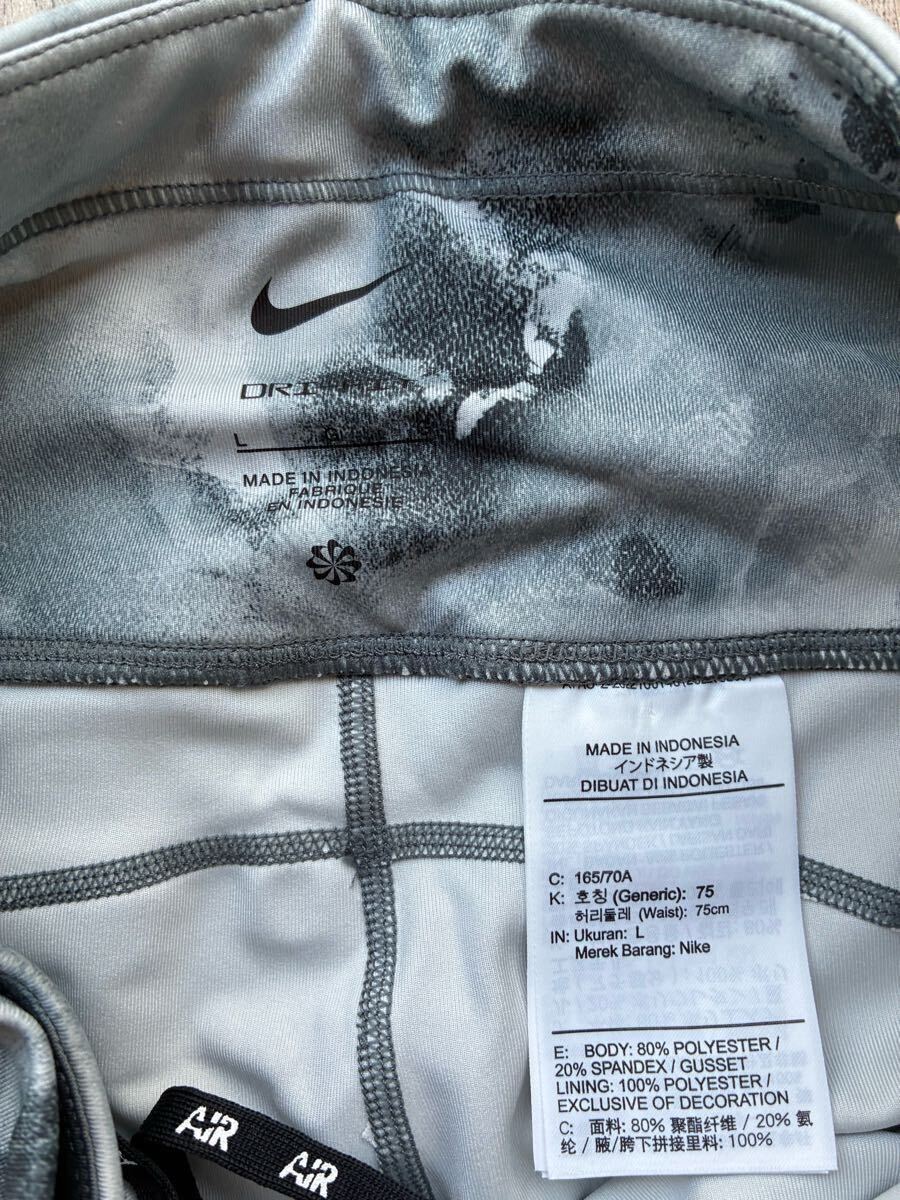 DRI-FIT
L G
MADE IN INDONESIA
FABRIQUE
EN INDONESIE
MADE IN INDONESIA
インドネシア製
DIBUAT DI INDONESIA
C: 165/70A
K: 호칭 (Generic): 75
허리둘레 (Waist): 75cm
IN: Ukuran: L
Merek Barang: Nike
E: BODY: 80% POLYESTER /
20% SPANDEX / GUSSET
LINING: 100% POLYESTER /
EXCLUSIVE OF DECORATION
C: 面料: 80% 聚酯纤维 / 20% 氨
纶 / 腋/胯下拼接里料: 100%
AIR
AIR